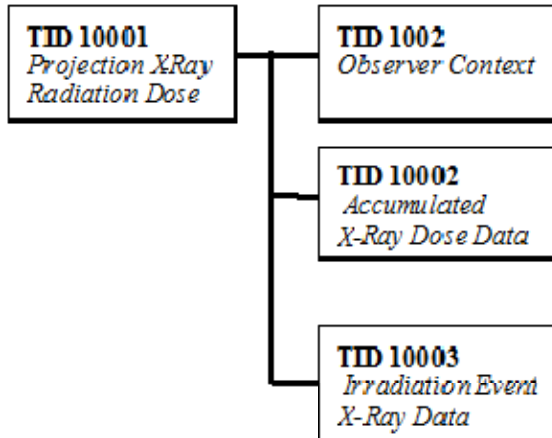 TID 10001
Projection XRay
Radiation Dose
TID 1002
Observer Context
TID 10002
Accumulated
X-Ray Dose Data
TID 10003
Irradiation Event
X-Ray Data